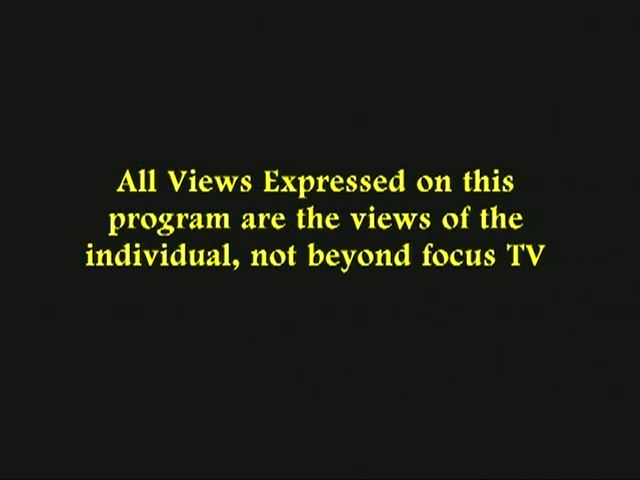 All Views Expressed on this
program are the views of the
individual, not beyond focus TV